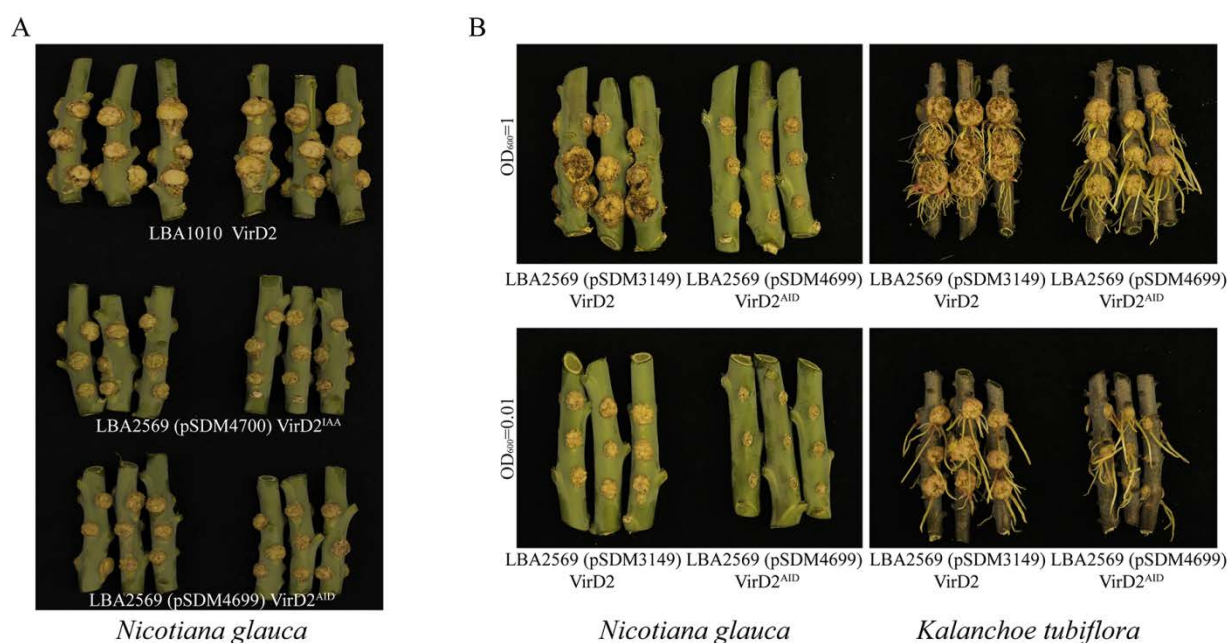 A
LBA1010 VirD2
LBA2569 (pSDM4700) VirD2ᴵᴬᴬ
LBA2569 (pSDM4699) VirD2ᴬᴵᴰ
Nicotiana glauca
B
OD₆₀₀=1
LBA2569 (pSDM3149) LBA2569 (pSDM4699)
VirD2 VirD2ᴬᴵᴰ
LBA2569 (pSDM3149) LBA2569 (pSDM4699)
VirD2 VirD2ᴬᴵᴰ
OD₆₀₀=0.01
LBA2569 (pSDM3149) LBA2569 (pSDM4699)
VirD2 VirD2ᴬᴵᴰ
LBA2569 (pSDM3149) LBA2569 (pSDM4699)
VirD2 VirD2ᴬᴵᴰ
Nicotiana glauca
Kalanchoe tubiflora